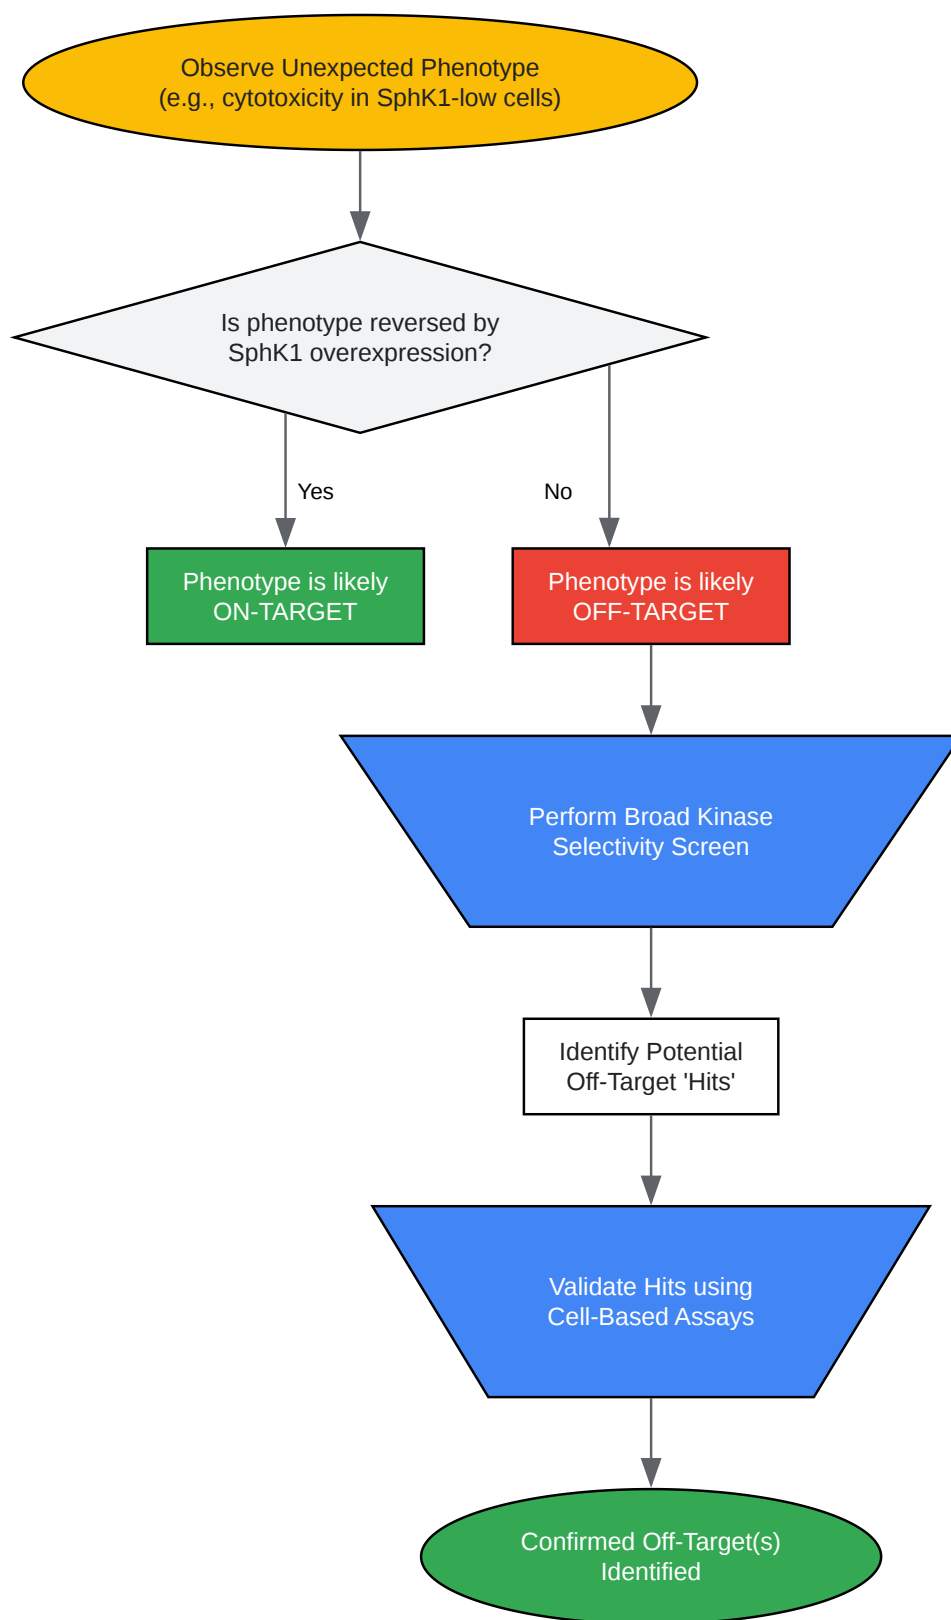 Observe Unexpected Phenotype
(e.g., cytotoxicity in SphK1-low cells)
Is phenotype reversed by
SphK1 overexpression?
Yes
No
Phenotype is likely
ON-TARGET
Phenotype is likely
OFF-TARGET
Perform Broad Kinase
Selectivity Screen
Identify Potential
Off-Target 'Hits'
Validate Hits using
Cell-Based Assays
Confirmed Off-Target(s)
Identified